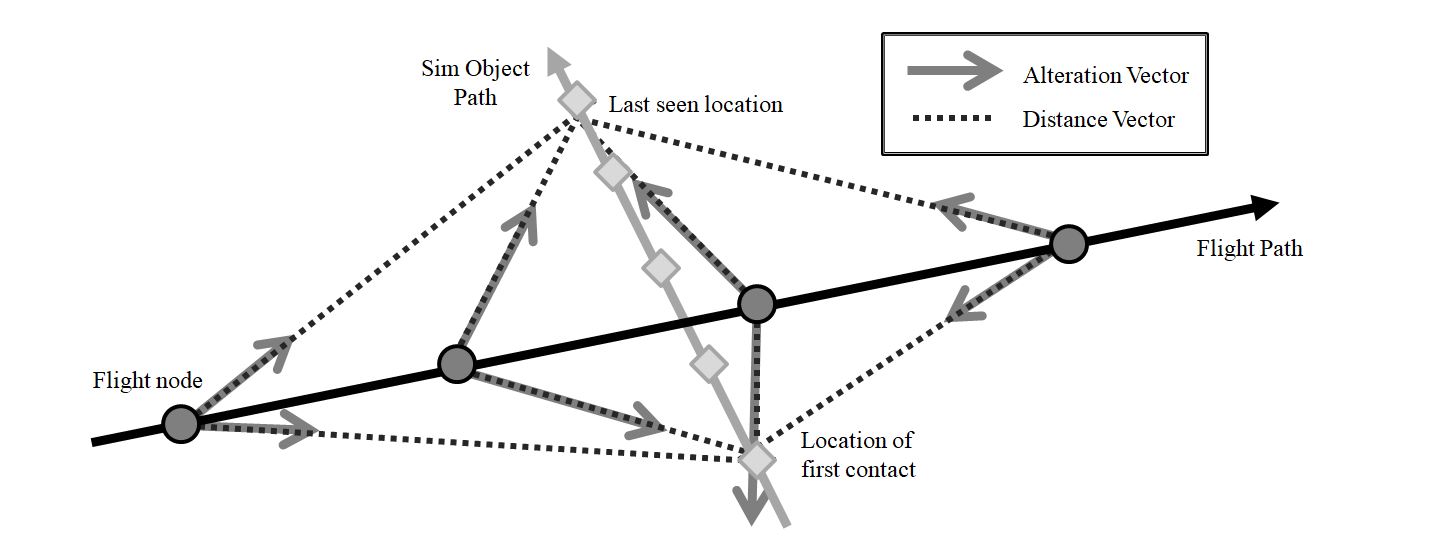 Sim Object
Path
Last seen location
Alteration Vector
Distance Vector
Flight Path
Flight node
Location of
first contact